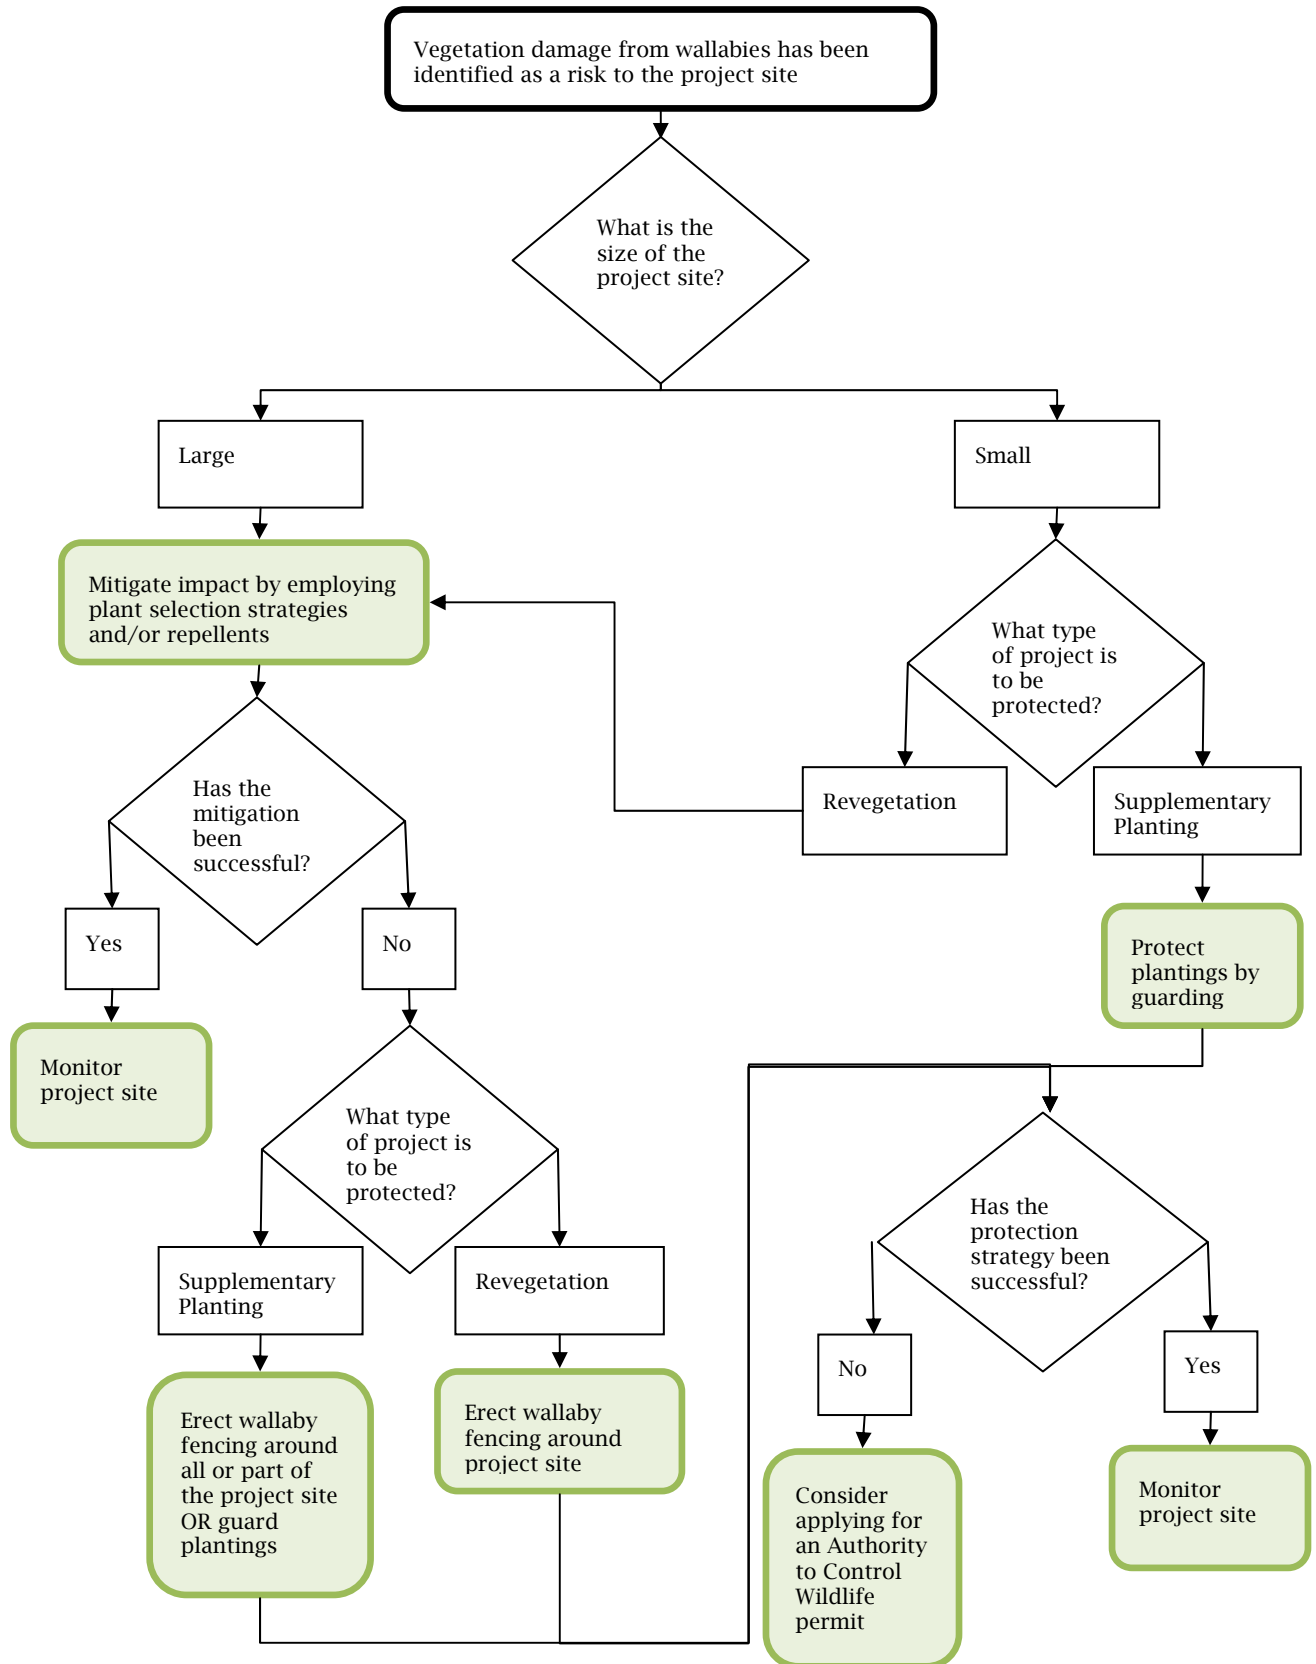 Vegetation damage from wallabies has been
identified as a risk to the project site
What is the
size of the
project site?
Large
Small
Mitigate impact by employing
plant selection strategies
and/or repellents
What type
of project is
to be
protected?
Has the
mitigation
been
successful?
Revegetation
Supplementary
Planting
Yes
No
Protect
plantings by
guarding
Monitor
project site
What type
of project is
to be
protected?
Has the
protection
strategy been
successful?
Supplementary
Planting
Revegetation
No
Yes
Erect wallaby
fencing around
all or part of
the project site
OR guard
plantings
Erect wallaby
fencing around
project site
Consider
applying for
an Authority
to Control
Wildlife
permit
Monitor
project site